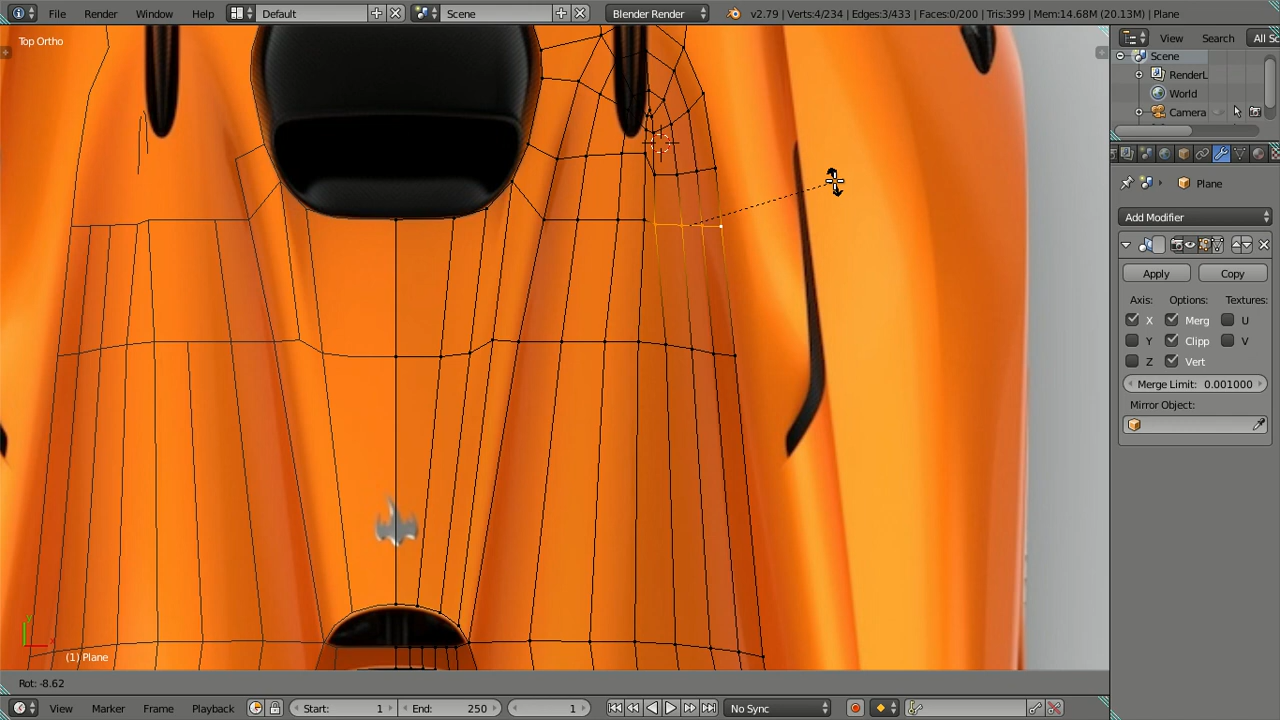 File Render Window Help Default Scene Blender Render v2.79 | Verts:4/234 | Edges:3/433 | Faces:0/200 | Tris:399 | Mem:14.68M (20.13M) | Plane
Top Ortho
View Search All Sc
Scene
RenderL
World
Camera
Plane
Add Modifier
Apply Copy
Axis: Options: Textures:
X Merg U
Y Clipp V
Z Vert
Merge Limit: 0.001000
Mirror Object:
Y
X
(1) Plane
Rot: -8.62
View Marker Frame Playback Start: 1 End: 250 1 No Sync